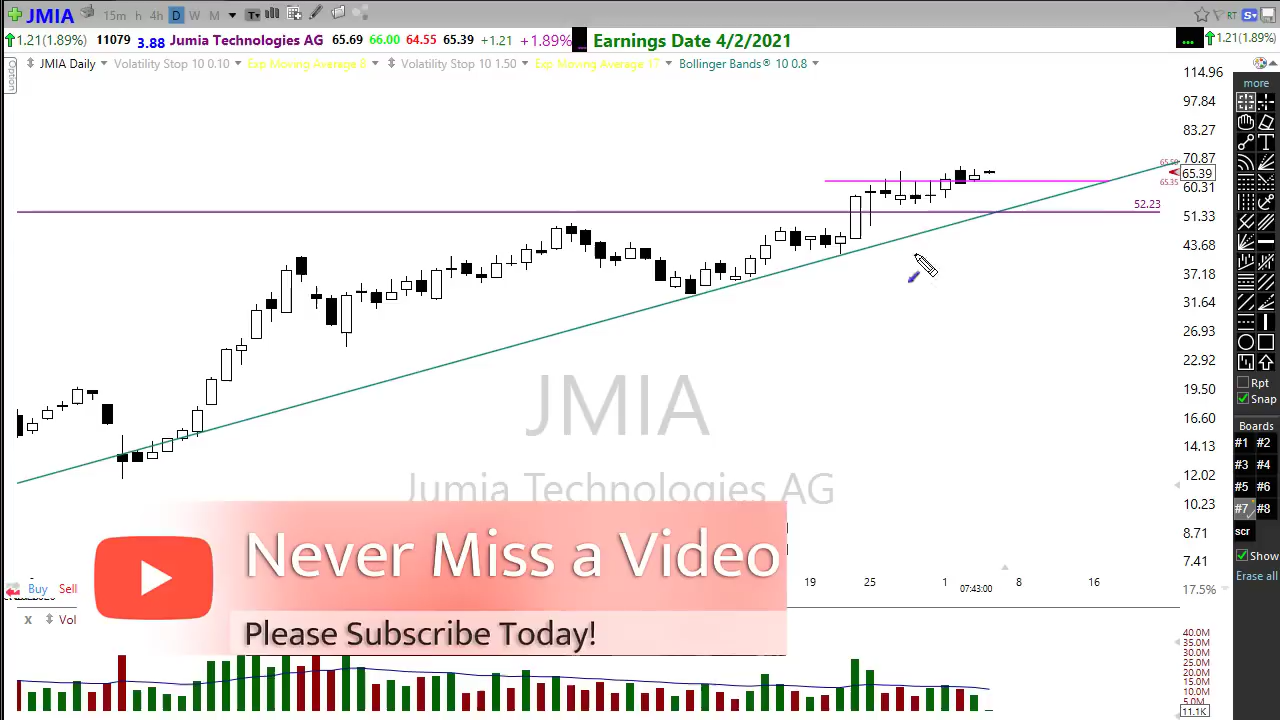 JMIA 15m h 4h D W M T RT S
1.21(1.89%) 11079 3.88 Jumia Technologies AG 65.69 66.00 64.55 65.39 +1.21 +1.89% ... Earnings Date 4/2/2021 ... 1.21(1.89%)
JMIA Daily Volatility Stop 10 0.10 Exp Moving Average 8 Volatility Stop 10 1.50 Exp Moving Average 17 Bollinger Bands® 10 0.8
Option
114.96
97.84
83.27
70.87
65.50
65.39
65.35
60.31
52.23
51.33
43.68
37.18
31.64
26.93
22.92
19.50
16.60
14.13
12.02
10.23
8.71
7.41
17.5%
more
T
Rpt
Snap
Boards
#1 #2
#3 #4
#5 #6
#7 #8
scr
Show
Erase all
JMIA
Jumia Technologies AG
Never Miss a Video
Please Subscribe Today!
Buy Sell
19 25 1 8 16
07:43:00
x Vol
40.0M
35.0M
30.0M
25.0M
20.0M
15.0M
10.0M
5.0M
11.1K